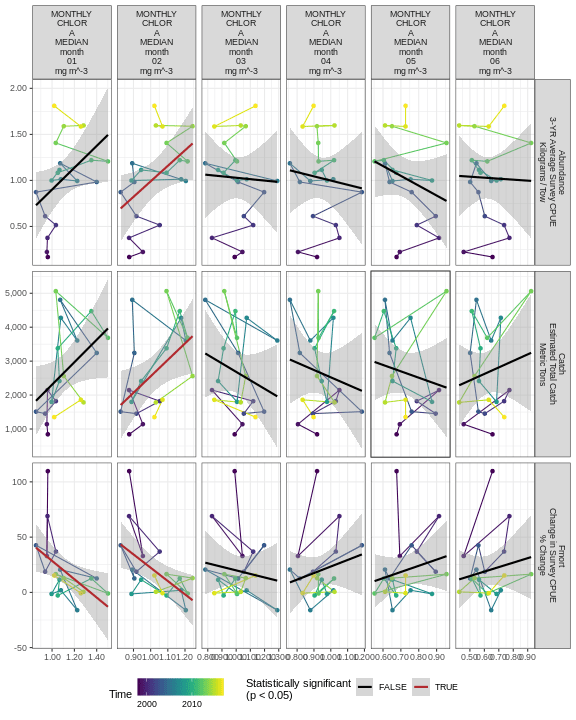 MONTHLY MONTHLY MONTHLY MONTHLY MONTHLY MONTHLY
CHLOR CHLOR CHLOR CHLOR CHLOR CHLOR
A A A A A A
MEDIAN MEDIAN MEDIAN MEDIAN MEDIAN MEDIAN
month month month month month month
01 02 03 04 05 06
mg m^-3 mg m^-3 mg m^-3 mg m^-3 mg m^-3 mg m^-3
2.00
1.50
1.00
0.50
Abundance
3-YR Average Survey CPUE
Kilograms / Tow
5,000
4,000
3,000
2,000
1,000
Catch
Estimated Total Catch
Metric Tons
100
50
0
-50
Fmort
Change in Survey CPUE
% Change
1.00 1.20 1.40
0.90 1.00 1.10 1.20
0.60 0.70 0.80 0.90
0.50 0.60 0.70 0.80 0.90
Time
2000 2010
Statistically significant
(p < 0.05)
FALSE TRUE